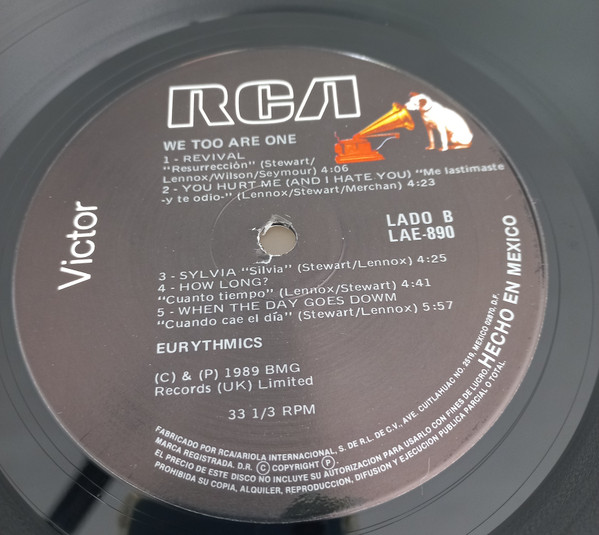 RCA
WE TOO ARE ONE
1 - REVIVAL
"Resurrección" (Stewart/
Lennox/Wilson/Seymour) 4:06
2 - YOU HURT ME (AND I HATE YOU) "Me lastimaste
-y te odio-" (Lennox/Stewart/Merchan) 4:23
Victor
LADO B
LAE-890
3 - SYLVIA "Silvia" (Stewart/Lennox) 4:25
4 - HOW LONG?
"Cuanto tiempo" (Lennox/Stewart) 4:41
5 - WHEN THE DAY GOES DOWM
"Cuando cae el día" (Stewart/Lennox) 5:57
EURYTHMICS
(C) & (P) 1989 BMG
Records (UK) Limited
33 1/3 RPM
HECHO EN MEXICO
FABRICADO POR RCA/ARIOLA INTERNACIONAL, S. DE R.L. DE C.V., AVE. CUITLAHUAC NO. 2519, MEXICO 02870, D.F.
MARCA REGISTRADA. D.R. Ⓒ COPYRIGHT Ⓟ
EL PRECIO DE ESTE DISCO NO INCLUYE SU AUTORIZACION PARA USARLO CON FINES DE LUCRO.
PROHIBIDA SU COPIA, ALQUILER, REPRODUCCION, DIFUSION Y EJECUCION PUBLICA PARCIAL O TOTAL.